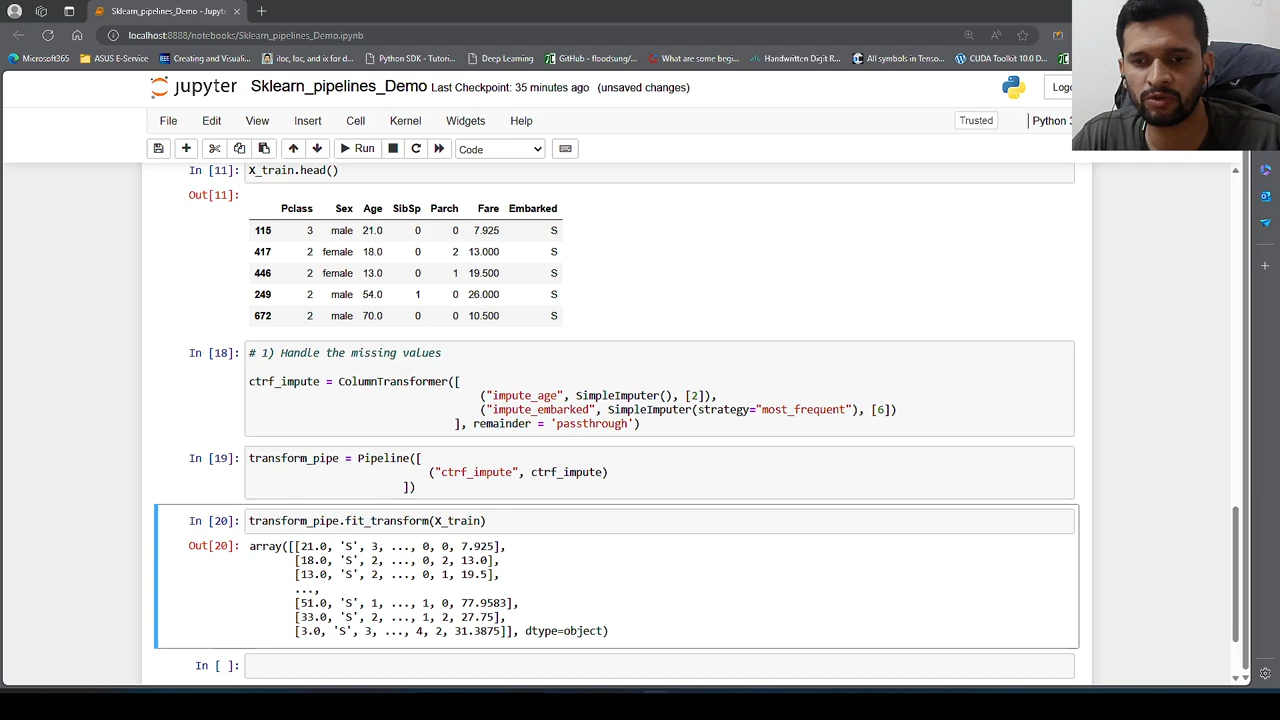 Sklearn_pipelines_Demo - Jupyte
localhost:8888/notebooks/Sklearn_pipelines_Demo.ipynb
Microsoft365 ASUS E-Service Creating and Visuali... iloc, loc, and ix for d... Python SDK - Tutori... Deep Learning GitHub - floodsung/... What are some begi... Handwritten Digit R... All symbols in Tenso... CUDA Toolkit 10.0 D...
jupyter Sklearn_pipelines_Demo Last Checkpoint: 35 minutes ago (unsaved changes) Logo
File Edit View Insert Cell Kernel Widgets Help Trusted Python 3
Run Code
In [11]: X_train.head()
Out[11]:
Pclass Sex Age SibSp Parch Fare Embarked
115 3 male 21.0 0 0 7.925 S
417 2 female 18.0 0 2 13.000 S
446 2 female 13.0 0 1 19.500 S
249 2 male 54.0 1 0 26.000 S
672 2 male 70.0 0 0 10.500 S
In [18]: # 1) Handle the missing values
ctrf_impute = ColumnTransformer([
("impute_age", SimpleImputer(), [2]),
("impute_embarked", SimpleImputer(strategy="most_frequent"), [6])
], remainder = 'passthrough')
In [19]: transform_pipe = Pipeline([
("ctrf_impute", ctrf_impute)
])
In [20]: transform_pipe.fit_transform(X_train)
Out[20]: array([[21.0, 'S', 3, ..., 0, 0, 7.925],
[18.0, 'S', 2, ..., 0, 2, 13.0],
[13.0, 'S', 2, ..., 0, 1, 19.5],
...,
[51.0, 'S', 1, ..., 1, 0, 77.9583],
[33.0, 'S', 2, ..., 1, 2, 27.75],
[3.0, 'S', 3, ..., 4, 2, 31.3875]], dtype=object)
In [ ]: